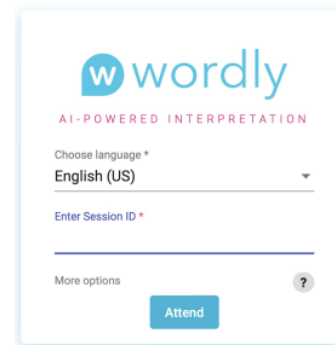 w wordly
AI-POWERED INTERPRETATION
Choose language *
English (US)
Enter Session ID *
More options
?
Attend